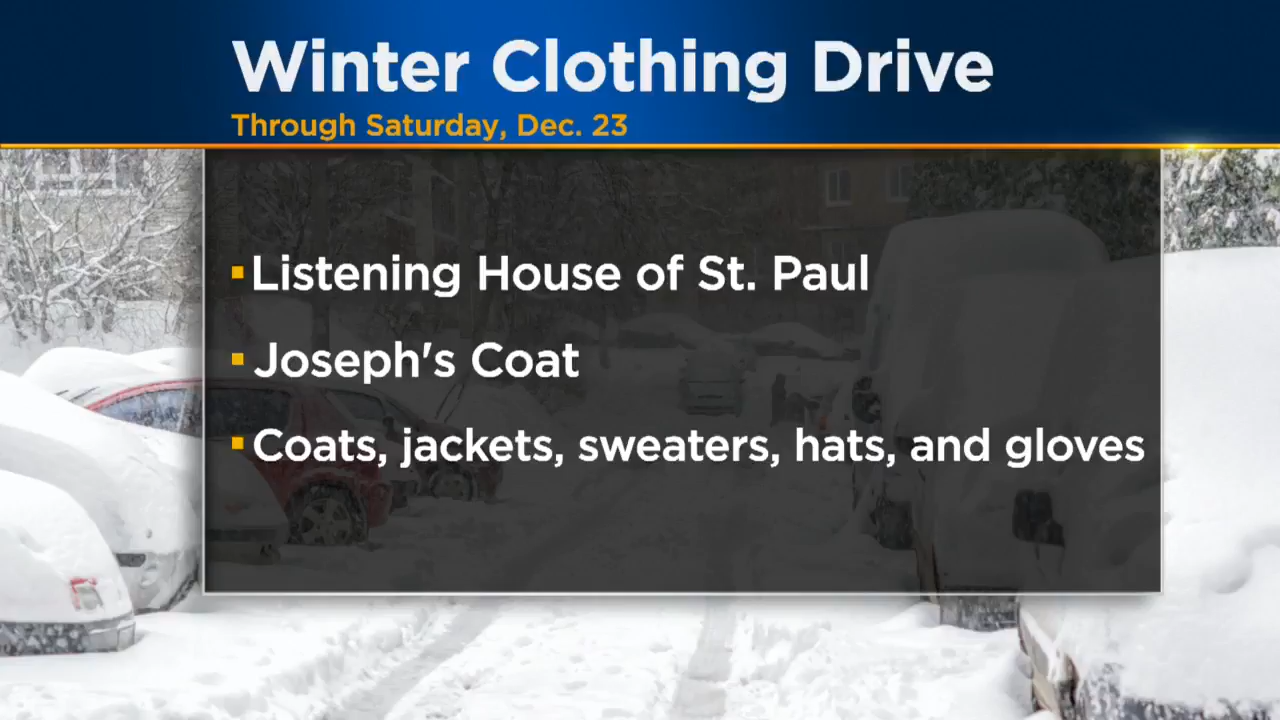 Winter Clothing Drive
Through Saturday, Dec. 23
Listening House of St. Paul
Joseph's Coat
Coats, jackets, sweaters, hats, and gloves